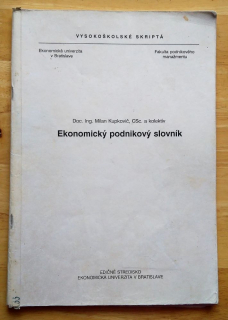 VYSOKOŠKOLSKÉ SKRIPTÁ
Ekonomická univerzita
v Bratislave
Fakulta podnikového
manažmentu
Doc. Ing. Milan Kupkovič, CSc. a kolektív
Ekonomický podnikový slovník
EDIČNÉ STREDISKO
EKONOMICKÁ UNIVERZITA V BRATISLAVE